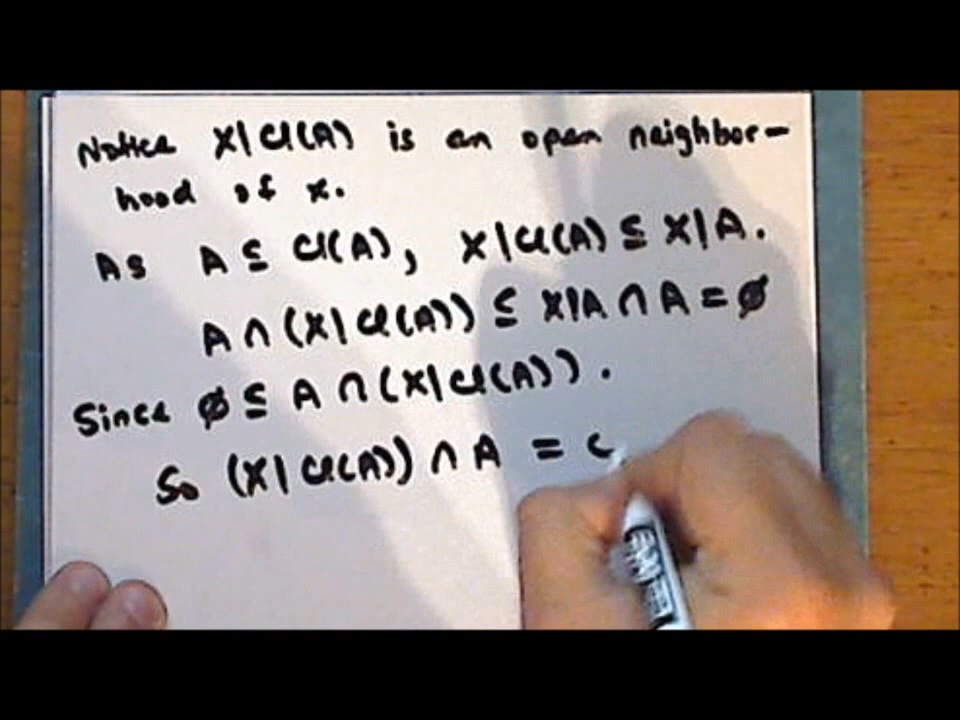 Notice X|Cl(A) is an open neighbor-
hood of x.
As A ⊆ Cl(A), X|Cl(A) ⊆ X|A.
A ∩ (X|Cl(A)) ⊆ X|A ∩ A = ∅
Since ∅ ⊆ A ∩ (X|Cl(A)).
So (X|Cl(A)) ∩ A =